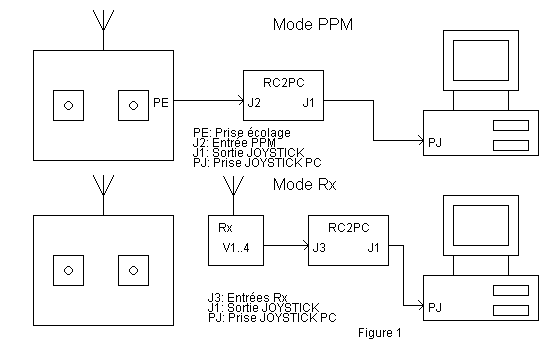 Mode PPM
PE
RC2PC
J2 J1
PJ
PE: Prise écolage
J2: Entrée PPM
J1: Sortie JOYSTICK
PJ: Prise JOYSTICK PC
Mode Rx
Rx
V1..4
RC2PC
J3 J1
PJ
J3: Entrées Rx
J1: Sortie JOYSTICK
PJ: Prise JOYSTICK PC
Figure 1